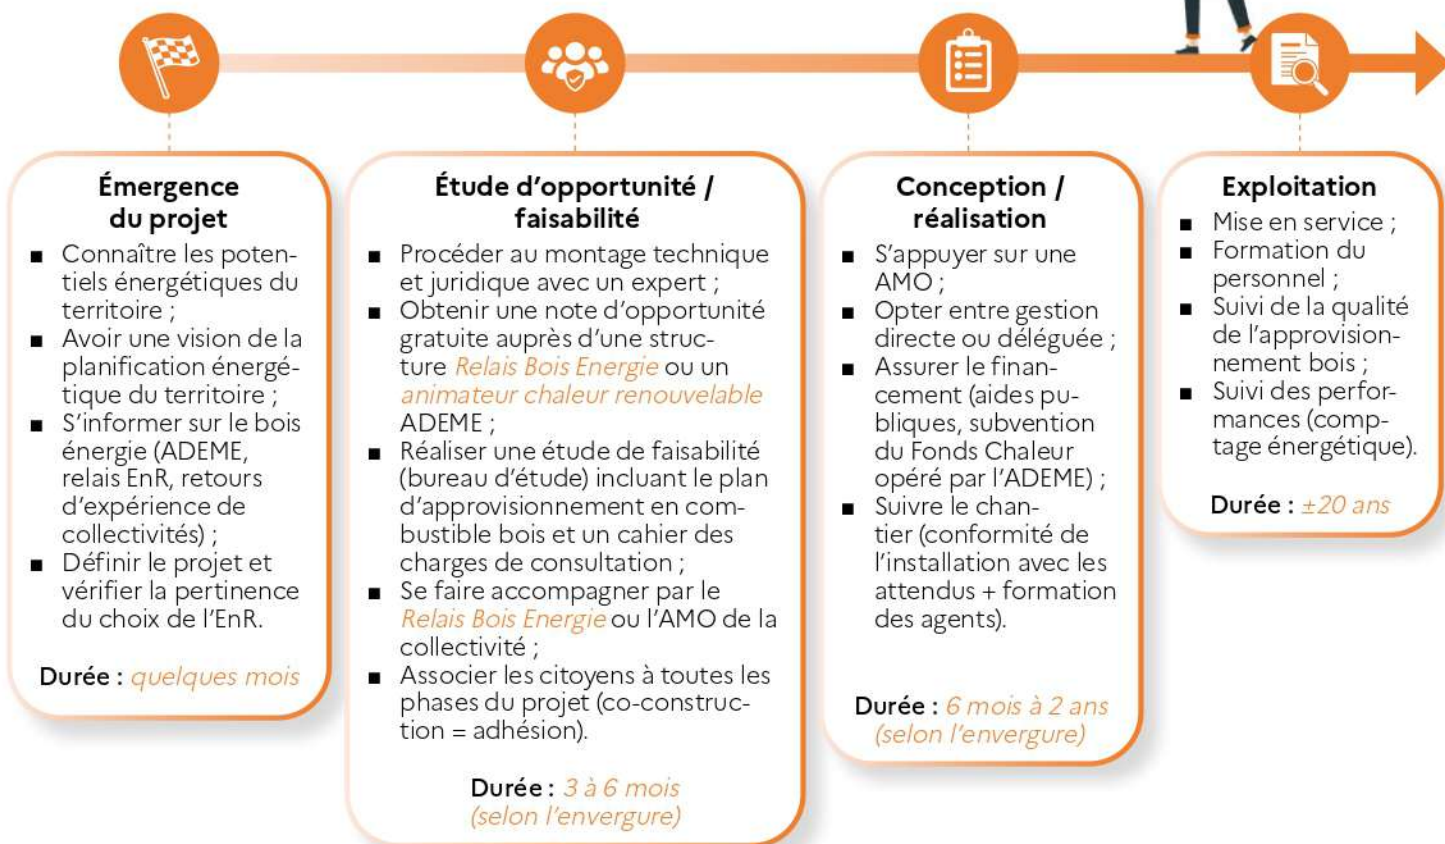 Émergence
du projet
■ Connaître les poten-
tiels énergétiques du
territoire ;
■ Avoir une vision de la
planification énergé-
tique du territoire ;
■ S'informer sur le bois
énergie (ADEME,
relais EnR, retours
d'expérience de
collectivités) ;
■ Définir le projet et
vérifier la pertinence
du choix de l'EnR.
Durée : quelques mois
Étude d'opportunité /
faisabilité
■ Procéder au montage technique
et juridique avec un expert ;
■ Obtenir une note d'opportunité
gratuite auprès d'une struc-
ture Relais Bois Energie ou un
animateur chaleur renouvelable
ADEME ;
■ Réaliser une étude de faisabilité
(bureau d'étude) incluant le plan
d'approvisionnement en com-
bustible bois et un cahier des
charges de consultation ;
■ Se faire accompagner par le
Relais Bois Energie ou l'AMO de la
collectivité ;
■ Associer les citoyens à toutes les
phases du projet (co-construc-
tion = adhésion).
Durée : 3 à 6 mois
(selon l'envergure)
Conception /
réalisation
■ S'appuyer sur une
AMO ;
■ Opter entre gestion
directe ou déléguée ;
■ Assurer le finan-
cement (aides pu-
bliques, subvention
du Fonds Chaleur
opéré par l'ADEME) ;
■ Suivre le chan-
tier (conformité de
l'installation avec les
attendus + formation
des agents).
Durée : 6 mois à 2 ans
(selon l'envergure)
Exploitation
■ Mise en service ;
■ Formation du
personnel ;
■ Suivi de la qualité
de l'approvision-
nement bois ;
■ Suivi des perfor-
mances (comp-
tage énergétique).
Durée : ±20 ans